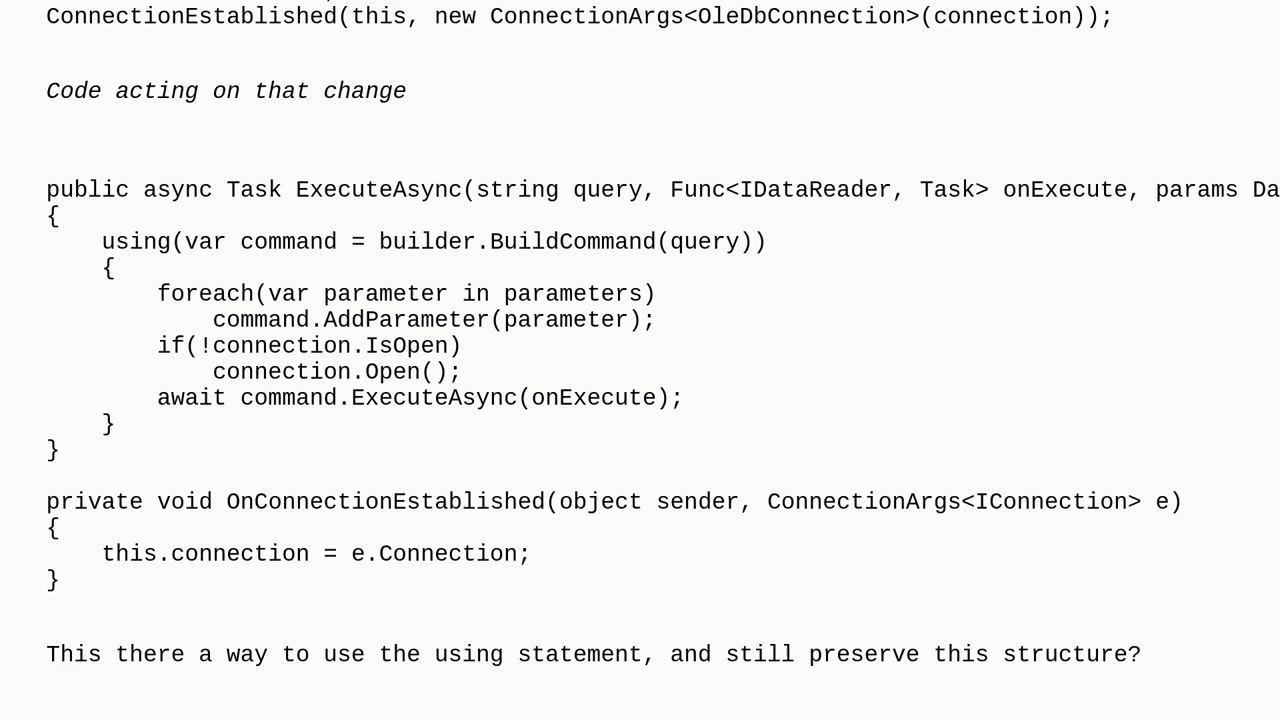 ConnectionEstablished(this, new ConnectionArgs<OleDbConnection>(connection));
Code acting on that change
public async Task ExecuteAsync(string query, Func<IDataReader, Task> onExecute, params Da
{
    using(var command = builder.BuildCommand(query))
    {
        foreach(var parameter in parameters)
            command.AddParameter(parameter);
        if(!connection.IsOpen)
            connection.Open();
        await command.ExecuteAsync(onExecute);
    }
}
private void OnConnectionEstablished(object sender, ConnectionArgs<IConnection> e)
{
    this.connection = e.Connection;
}
This there a way to use the using statement, and still preserve this structure?